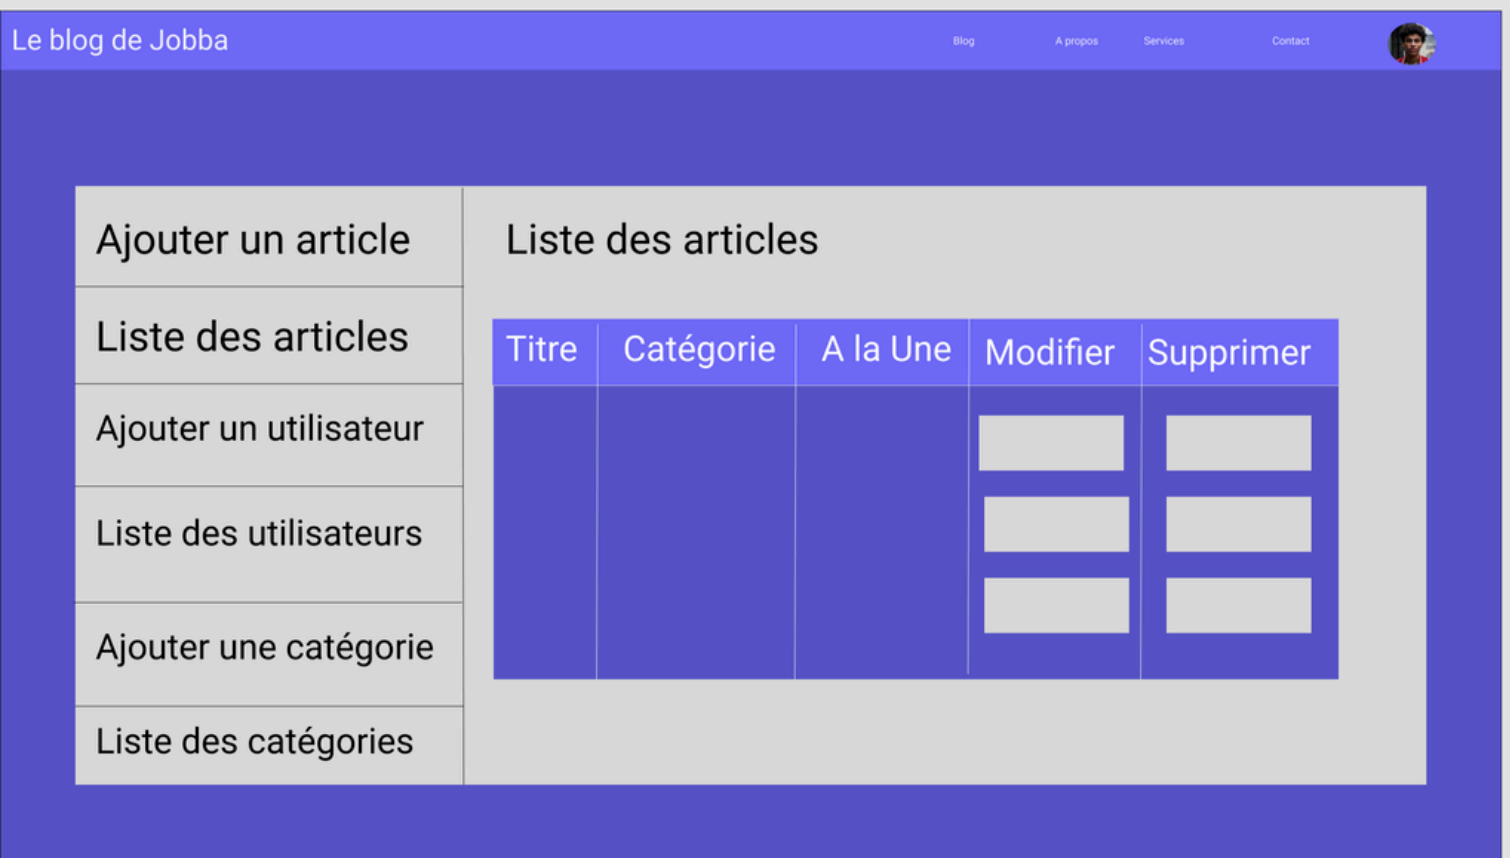 Le blog de Jobba
Blog
A propos
Services
Contact
Ajouter un article
Liste des articles
Ajouter un utilisateur
Liste des utilisateurs
Ajouter une catégorie
Liste des catégories
Liste des articles
Titre
Catégorie
A la Une
Modifier
Supprimer